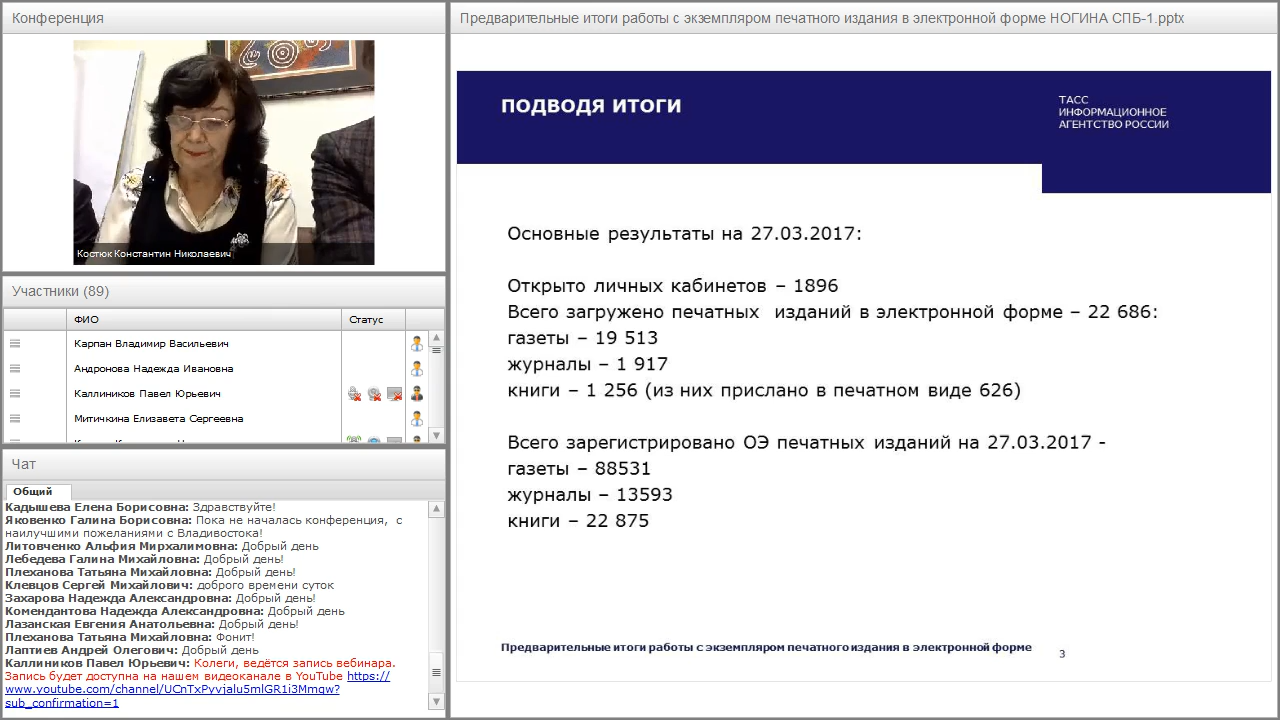 Конференция
Костюк Константин Николаевич
Участники (89)
ФИО Статус
Карпан Владимир Васильевич
Андронова Надежда Ивановна
Каллиников Павел Юрьевич
Митичкина Елизавета Сергеевна
Чат
Общий
Кадышева Елена Борисовна: Здравствуйте!
Яковенко Галина Борисовна: Пока не началась конференция, с
наилучшими пожеланиями с Владивостока!
Литовченко Альфия Мирхалимовна: Добрый день
Лебедева Галина Михайловна: Добрый день!
Плеханова Татьяна Михайловна: Добрый день!
Клевцов Сергей Михайлович: доброго времени суток
Захарова Надежда Александровна: Добрый день!
Комендантова Надежда Александровна: Добрый день
Лазанская Евгения Анатольевна: Добрый день!
Плеханова Татьяна Михайловна: Фонит!
Лаптиев Андрей Олегович: Добрый день
Каллиников Павел Юрьевич: Колеги, ведётся запись вебинара.
Запись будет доступна на нашем видеоканале в YouTube https://
www.youtube.com/channel/UCnTxPyvjalu5mlGR1i3Mmqw?
sub_confirmation=1
Предварительные итоги работы с экземпляром печатного издания в электронной форме НОГИНА СПБ-1.pptx
ПОДВОДЯ ИТОГИ
ТАСС
ИНФОРМАЦИОННОЕ
АГЕНТСТВО РОССИИ
Основные результаты на 27.03.2017:
Открыто личных кабинетов – 1896
Всего загружено печатных изданий в электронной форме – 22 686:
газеты – 19 513
журналы – 1 917
книги – 1 256 (из них прислано в печатном виде 626)
Всего зарегистрировано ОЭ печатных изданий на 27.03.2017 -
газеты – 88531
журналы – 13593
книги – 22 875
Предварительные итоги работы с экземпляром печатного издания в электронной форме
3